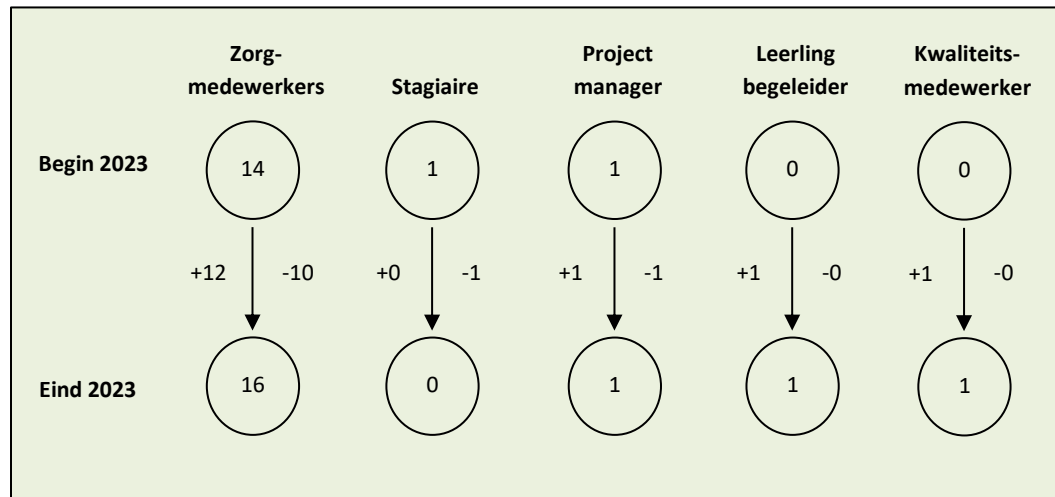 Zorg-
medewerkers
Stagiaire
Project
manager
Leerling
begeleider
Kwaliteits-
medewerker
Begin 2023
14
1
1
0
0
+12
-10
+0
-1
+1
-1
+1
-0
+1
-0
Eind 2023
16
0
1
1
1